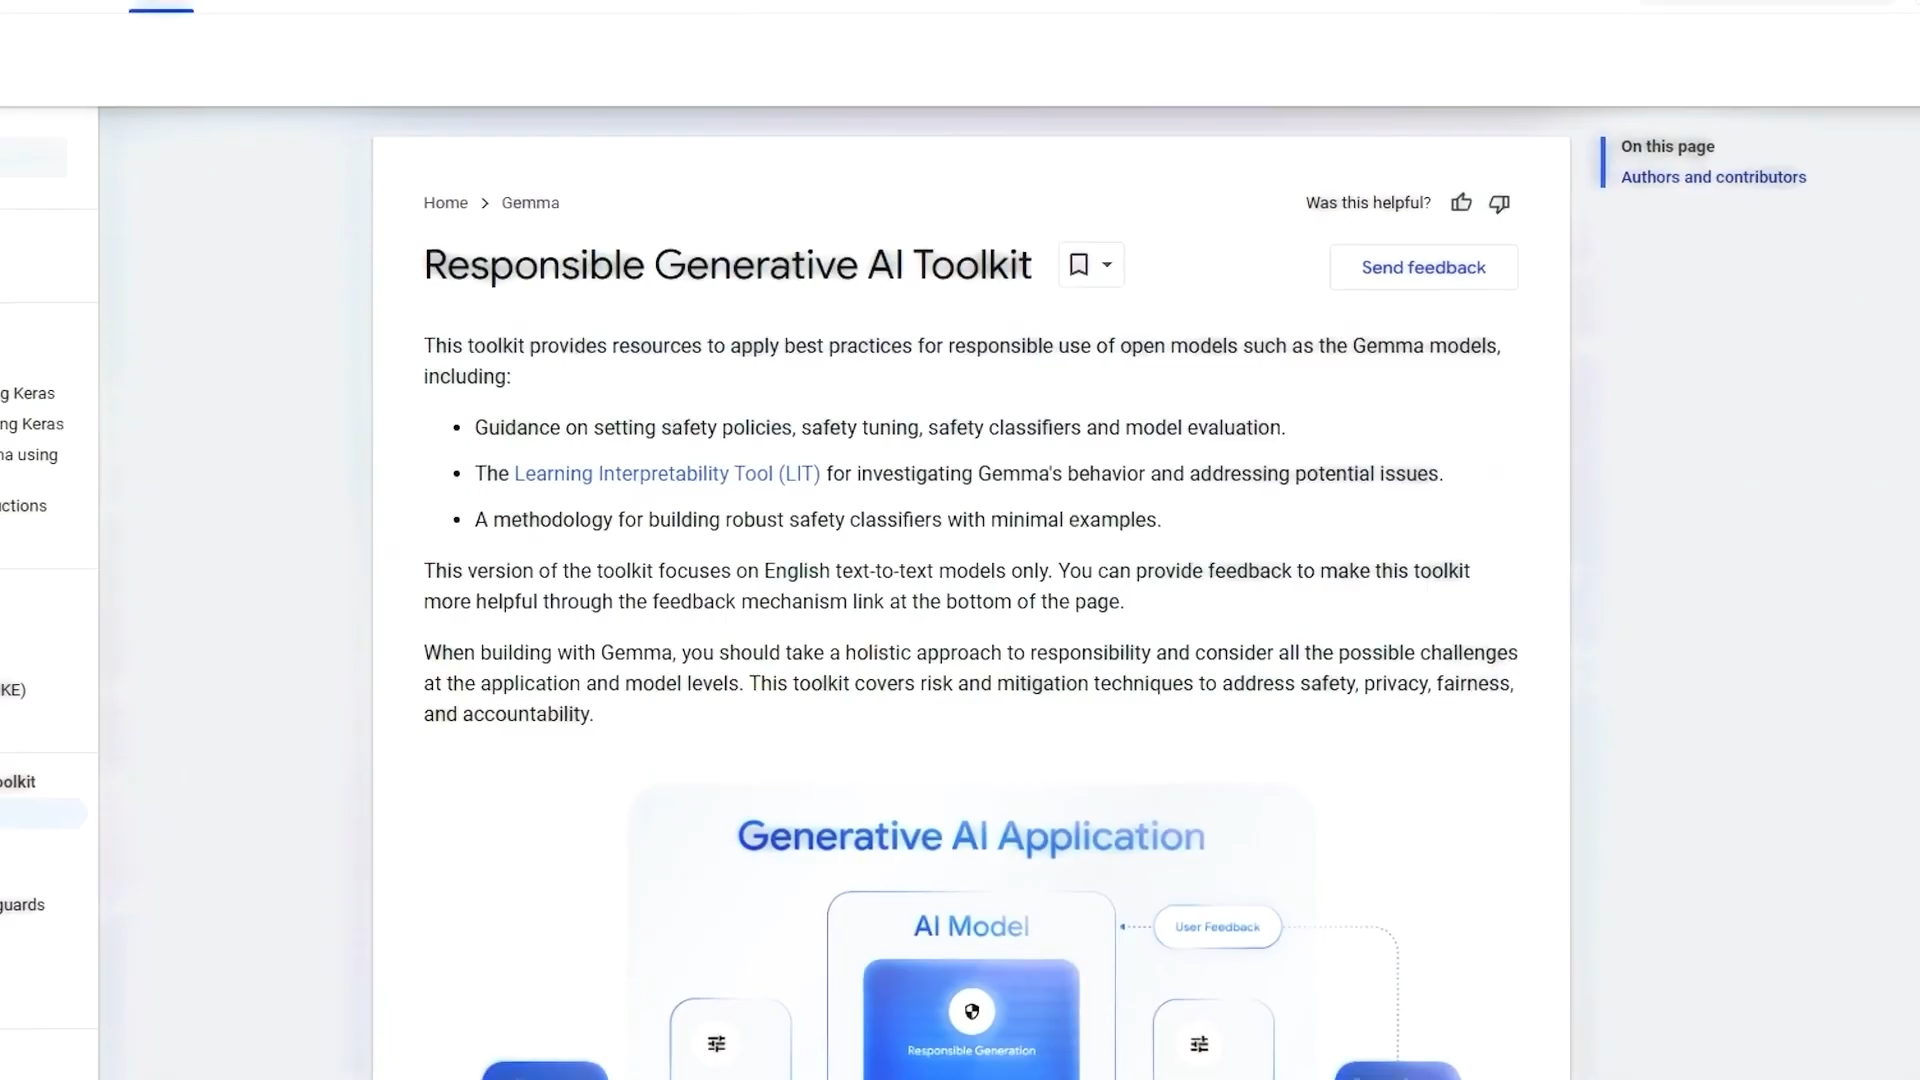 On this page
Authors and contributors
Home > Gemma
Was this helpful?
Responsible Generative AI Toolkit
Send feedback
This toolkit provides resources to apply best practices for responsible use of open models such as the Gemma models,
including:
• Guidance on setting safety policies, safety tuning, safety classifiers and model evaluation.
• The Learning Interpretability Tool (LIT) for investigating Gemma's behavior and addressing potential issues.
• A methodology for building robust safety classifiers with minimal examples.
This version of the toolkit focuses on English text-to-text models only. You can provide feedback to make this toolkit
more helpful through the feedback mechanism link at the bottom of the page.
When building with Gemma, you should take a holistic approach to responsibility and consider all the possible challenges
at the application and model levels. This toolkit covers risk and mitigation techniques to address safety, privacy, fairness,
and accountability.
g Keras
ng Keras
na using
ctions
KE)
oolkit
guards
Generative AI Application
AI Model
User Feedback
Responsible Generation